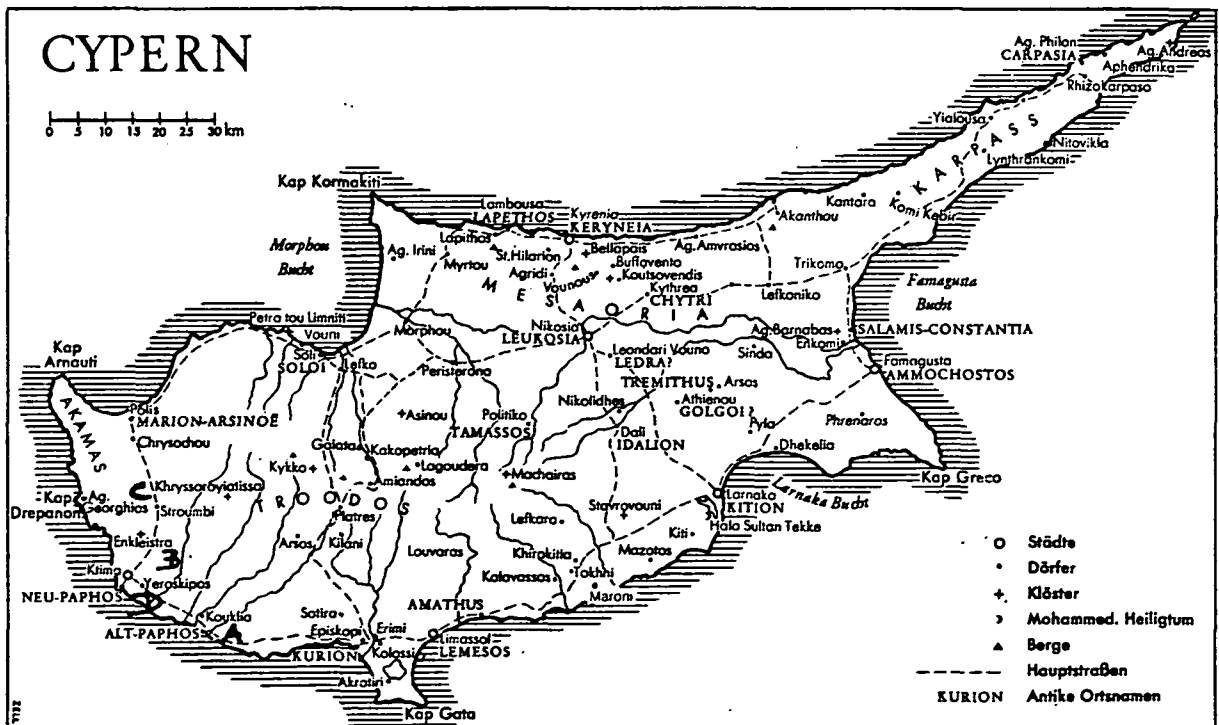 CYPERN
0 5 10 15 20 25 30 km
Ag. Philon
CARPASIA
Ag. Andreas
Aphendrika
Rhizokarpaso
Yialousa
KARPASS
Nitovikla
Lynthrankomi
Kap Kormakiti
Lambousa
LAPETHOS
Kyrenia
KERYNEIA
Kantara
Komi Kebir
Akanthou
Morphou
Bucht
Ag. Irini
Lapithos
Myrtou
St. Hilarion
Agridi
Bellapais
Buffavento
Koutsovendis
Vounous
Ag. Amvrosios
Trikomo
Kythrea
CHYTRI
Lefkoniko
Famagusta
Bucht
MESAORIA
Petra tou Limniti
Vouni
Morphou
Nikosia
LEUKOSIA
Ag. Barnabas
SALAMIS-CONSTANTIA
Enkomi
Kap
Arnauti
Soli
SOLOI
Lefka
Peristerona
Leondari Vouno
LEDRA?
Sinda
Famagusta
AMMOCHOSTOS
AKAMAS
Polis
MARION-ARSINOË
Chrysochou
Asinou
Politiko
TAMASSOS
Nikolidhes
TREMITHUS
Arsos
Athienou
GOLGOI?
Phrenaros
Pyla
Dali
IDALION
Dhekelia
Galata
Kakopetria
Kykko
Lagoudera
Amiandos
Machairas
Kap Greco
Kap
Drepanon
Ag.
Georghios
C
Khryssoroyiatissa
Stroumbi
TROODOS
Platres
Stavrovouni
Larnaka
KITION
Larnaka Bucht
Hala Sultan Tekke
Enkleistra
B
Arsos
Kilani
Louvaras
Lefkara
Kiti
Khirokitia
Mazotos
Ktima
Yeroskipos
NEU-PAPHOS
D
Kalavassos
Tokhni
Maroni
Kouklia
ALT-PAPHOS
A
Sotira
Episkopi
Erimi
AMATHUS
Limassol
LEMESOS
KURION
Kolossi
Akrotiri
Kap Gata
Städte
Dörfer
Klöster
Mohammed. Heiligtum
Berge
Hauptstraßen
KURION Antike Ortsnamen